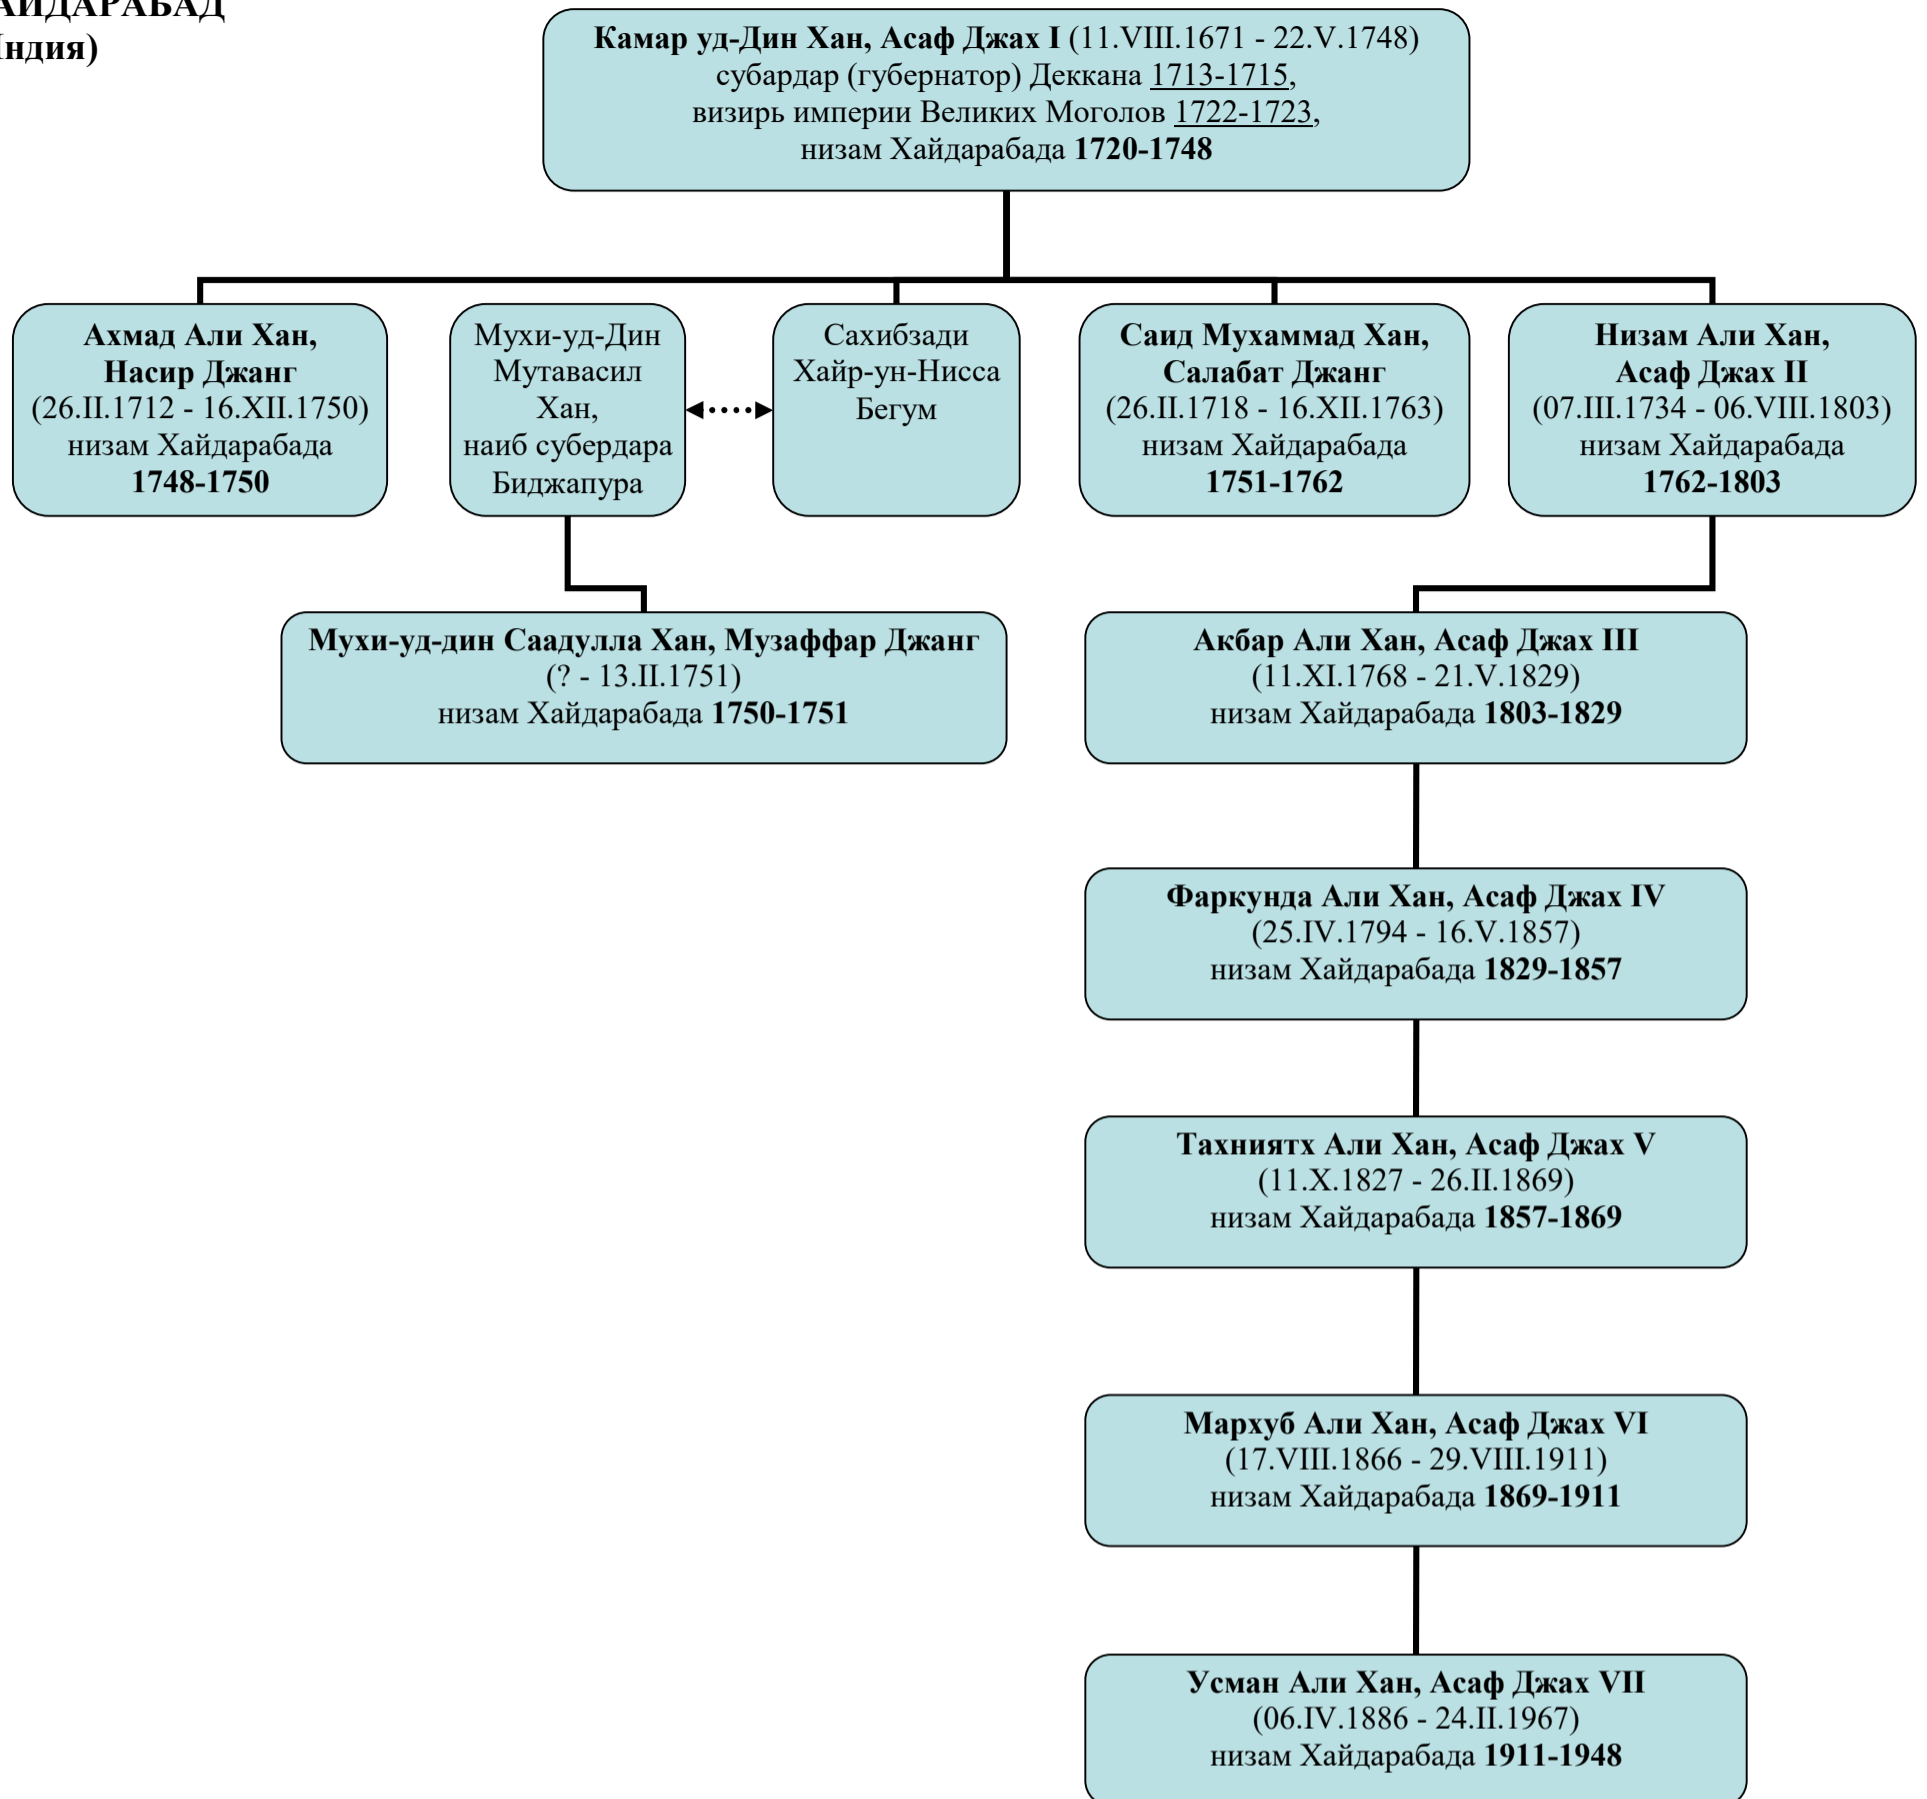 АЙДАРАБАД
Индия)
Камар уд-Дин Хан, Асаф Джах I (11.VIII.1671 - 22.V.1748)
субардар (губернатор) Деккана 1713-1715,
визирь империи Великих Моголов 1722-1723,
низам Хайдарабада 1720-1748
Ахмад Али Хан,
Насир Джанг
(26.II.1712 - 16.XII.1750)
низам Хайдарабада
1748-1750
Мухи-уд-Дин
Мутавасил
Хан,
наиб субердара
Биджапура
Сахибзади
Хайр-ун-Нисса
Бегум
Саид Мухаммад Хан,
Салабат Джанг
(26.II.1718 - 16.XII.1763)
низам Хайдарабада
1751-1762
Низам Али Хан,
Асаф Джах II
(07.III.1734 - 06.VIII.1803)
низам Хайдарабада
1762-1803
Мухи-уд-дин Саадулла Хан, Музаффар Джанг
(? - 13.II.1751)
низам Хайдарабада 1750-1751
Акбар Али Хан, Асаф Джах III
(11.XI.1768 - 21.V.1829)
низам Хайдарабада 1803-1829
Фаркунда Али Хан, Асаф Джах IV
(25.IV.1794 - 16.V.1857)
низам Хайдарабада 1829-1857
Тахниятх Али Хан, Асаф Джах V
(11.X.1827 - 26.II.1869)
низам Хайдарабада 1857-1869
Мархуб Али Хан, Асаф Джах VI
(17.VIII.1866 - 29.VIII.1911)
низам Хайдарабада 1869-1911
Усман Али Хан, Асаф Джах VII
(06.IV.1886 - 24.II.1967)
низам Хайдарабада 1911-1948